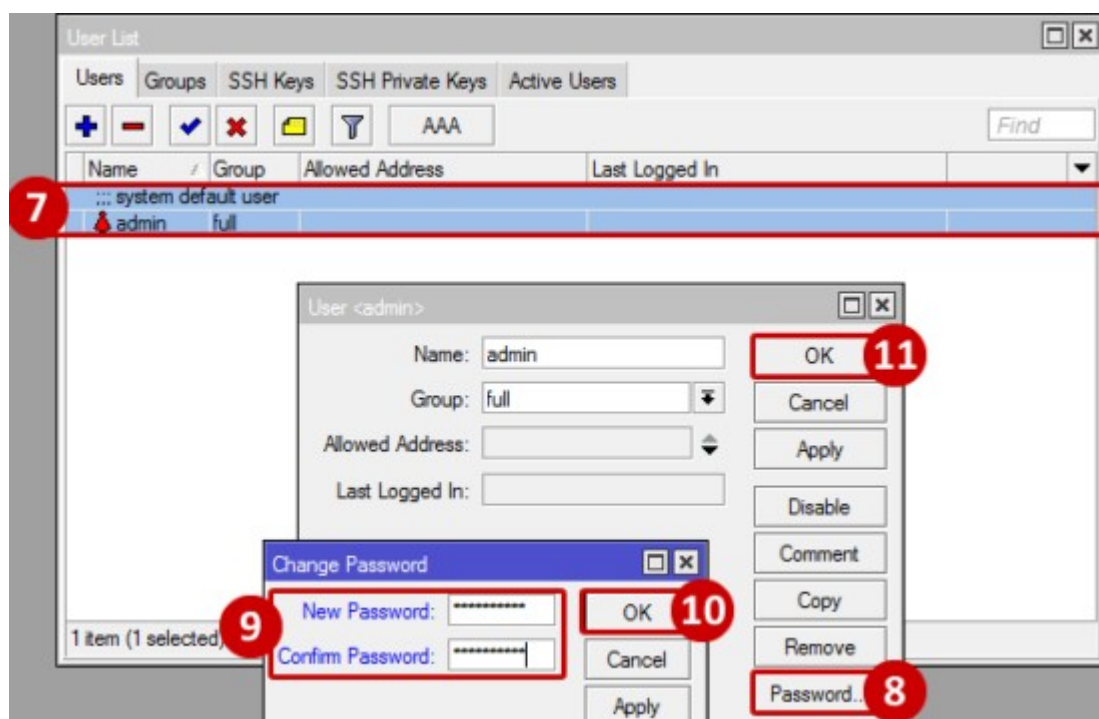 User List
Users Groups SSH Keys SSH Private Keys Active Users
AAA Find
Name Group Allowed Address Last Logged In
7 ;;; system default user
admin full
User <admin>
Name: admin OK 11
Group: full Cancel
Allowed Address: Apply
Last Logged In:
Disable
Change Password Comment
9 New Password: ********** OK 10 Copy
1 item (1 selected) Confirm Password: ********** Cancel Remove
Apply Password... 8